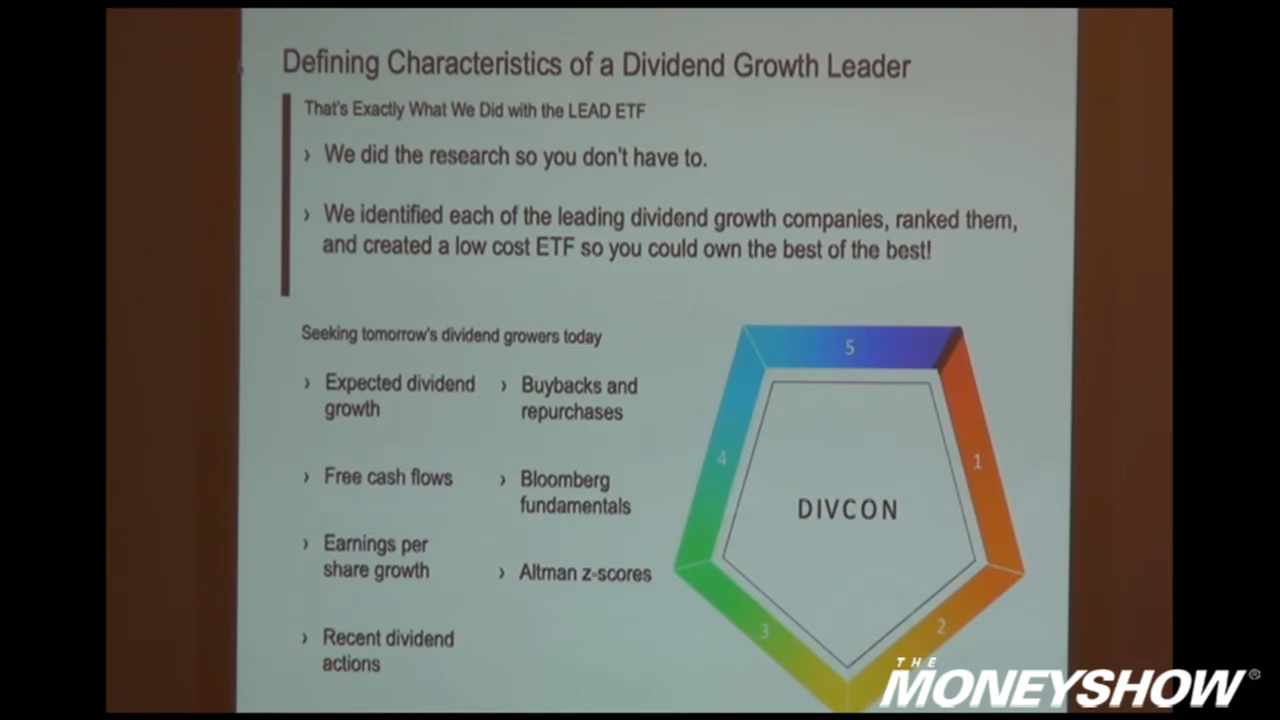 Defining Characteristics of a Dividend Growth Leader
That's Exactly What We Did with the LEAD ETF
› We did the research so you don't have to.
› We identified each of the leading dividend growth companies, ranked them,
and created a low cost ETF so you could own the best of the best!
Seeking tomorrow's dividend growers today
› Expected dividend
growth
› Free cash flows
› Earnings per
share growth
› Recent dividend
actions
› Buybacks and
repurchases
› Bloomberg
fundamentals
› Altman z-scores
5
4
1
DIVCON
3
2
THE
MONEYSHOW®